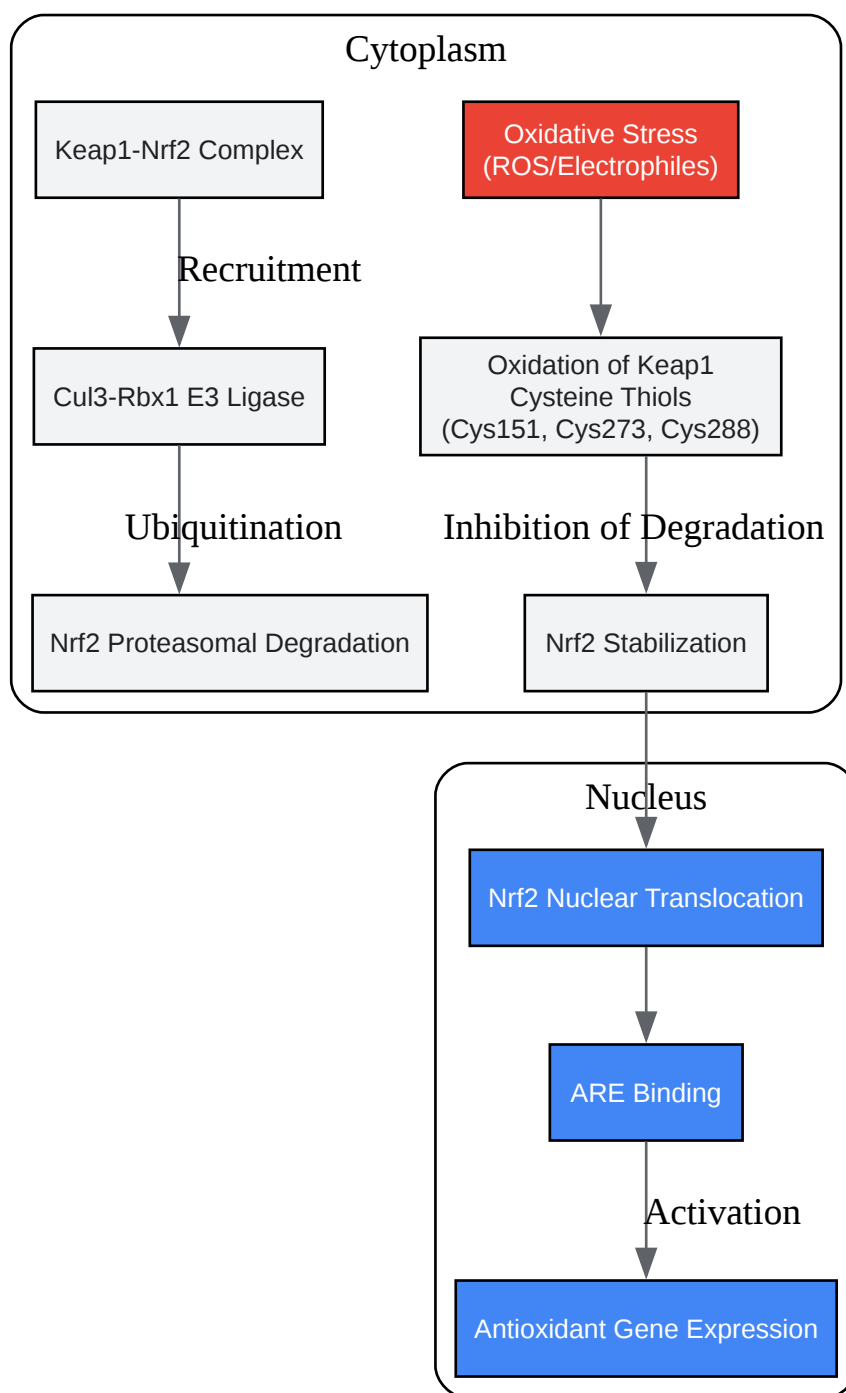 Cytoplasm
Keap1-Nrf2 Complex
Oxidative Stress
(ROS/Electrophiles)
Recruitment
Cul3-Rbx1 E3 Ligase
Oxidation of Keap1
Cysteine Thiols
(Cys151, Cys273, Cys288)
Ubiquitination
Inhibition of Degradation
Nrf2 Proteasomal Degradation
Nrf2 Stabilization
Nucleus
Nrf2 Nuclear Translocation
ARE Binding
Activation
Antioxidant Gene Expression